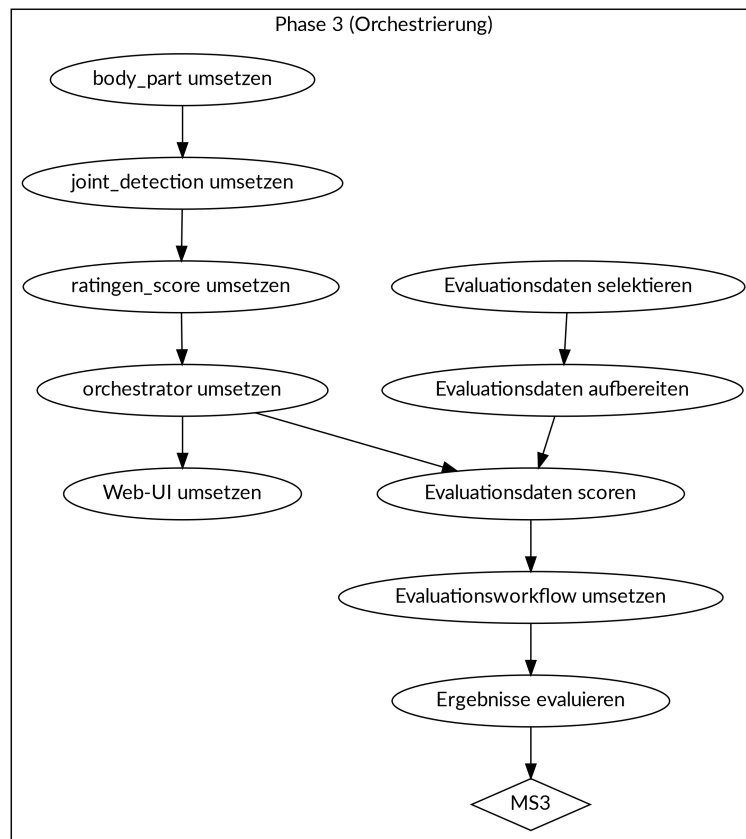 Phase 3 (Orchestrierung)
body_part umsetzen
joint_detection umsetzen
ratingen_score umsetzen
Evaluationsdaten selektieren
orchestrator umsetzen
Evaluationsdaten aufbereiten
Web-UI umsetzen
Evaluationsdaten scoren
Evaluationsworkflow umsetzen
Ergebnisse evaluieren
MS3